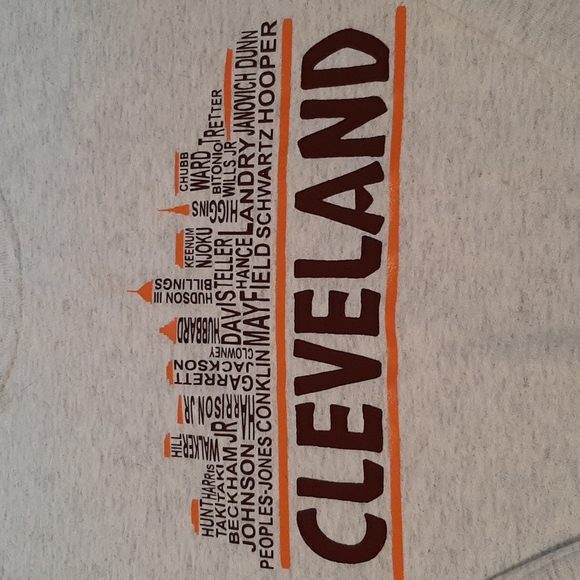 CHUBB
HILL
KEENUM
HUDSON III
BILLINGS
HUNT HARRIS WALKER HARRISON JR JACKSON HUBBARD NJOKU HIGGINS WARD TRETTER
TAKITAKI GARRETT CLOWNEY TELLER BITONIO
BECKHAM JR DAVIS WILLS JR
JOHNSON CHANCE LANDRY JANOVICH DUNN
PEOPLES-JONES CONKLIN MAYFIELD SCHWARTZ HOOPER
CLEVELAND